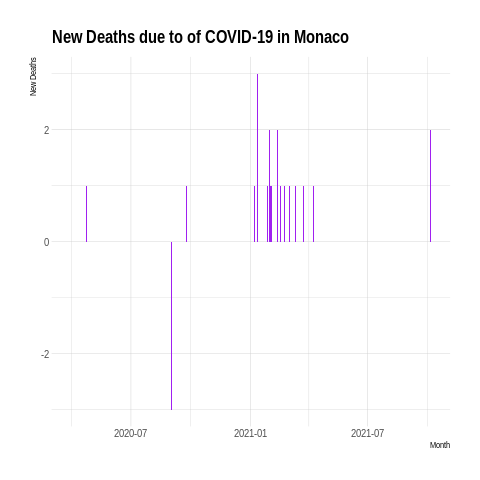 New Deaths due to of COVID-19 in Monaco
New Deaths
2
0
-2
2020-07 2021-01 2021-07
Month